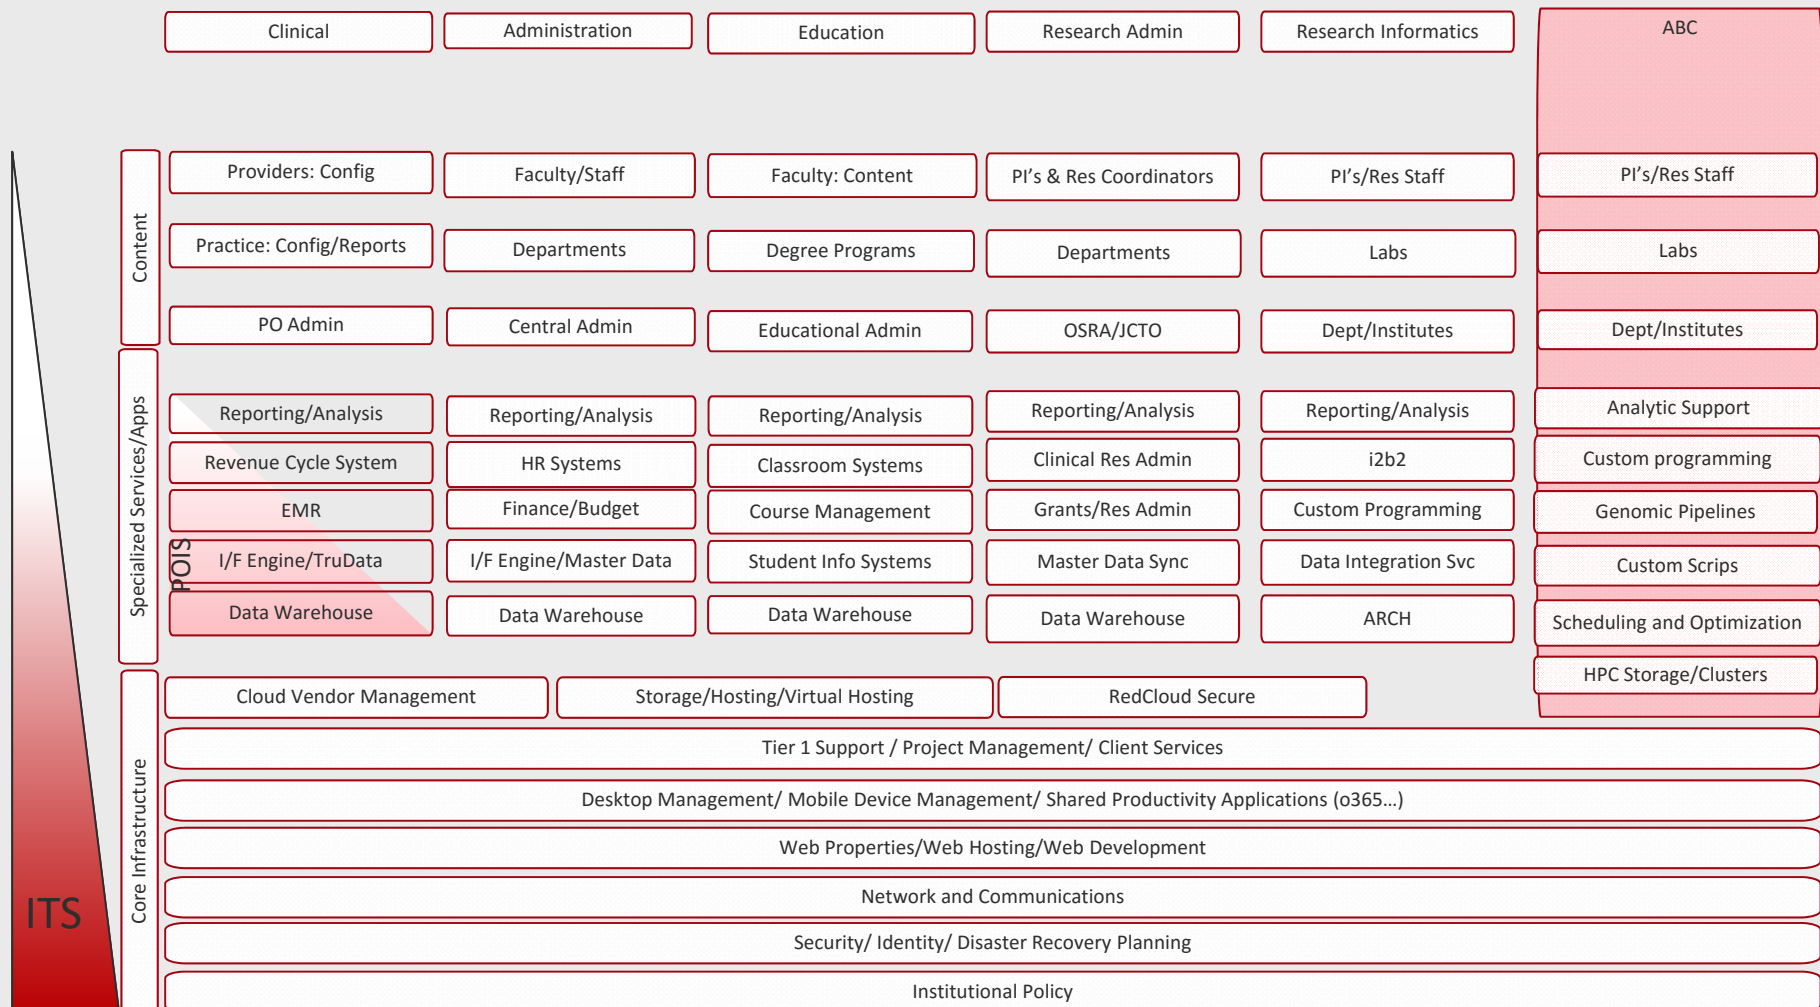 Clinical
Administration
Education
Research Admin
Research Informatics
ABC
Content
Providers: Config
Faculty/Staff
Faculty: Content
PI’s & Res Coordinators
PI’s/Res Staff
PI’s/Res Staff
Practice: Config/Reports
Departments
Degree Programs
Departments
Labs
Labs
PO Admin
Central Admin
Educational Admin
OSRA/JCTO
Dept/Institutes
Dept/Institutes
Specialized Services/Apps
POIS
Reporting/Analysis
Reporting/Analysis
Reporting/Analysis
Reporting/Analysis
Reporting/Analysis
Analytic Support
Revenue Cycle System
HR Systems
Classroom Systems
Clinical Res Admin
i2b2
Custom programming
EMR
Finance/Budget
Course Management
Grants/Res Admin
Custom Programming
Genomic Pipelines
I/F Engine/TruData
I/F Engine/Master Data
Student Info Systems
Master Data Sync
Data Integration Svc
Custom Scrips
Data Warehouse
Data Warehouse
Data Warehouse
Data Warehouse
ARCH
Scheduling and Optimization
HPC Storage/Clusters
Core Infrastructure
Cloud Vendor Management
Storage/Hosting/Virtual Hosting
RedCloud Secure
Tier 1 Support / Project Management/ Client Services
Desktop Management/ Mobile Device Management/ Shared Productivity Applications (o365…)
Web Properties/Web Hosting/Web Development
Network and Communications
Security/ Identity/ Disaster Recovery Planning
Institutional Policy
ITS